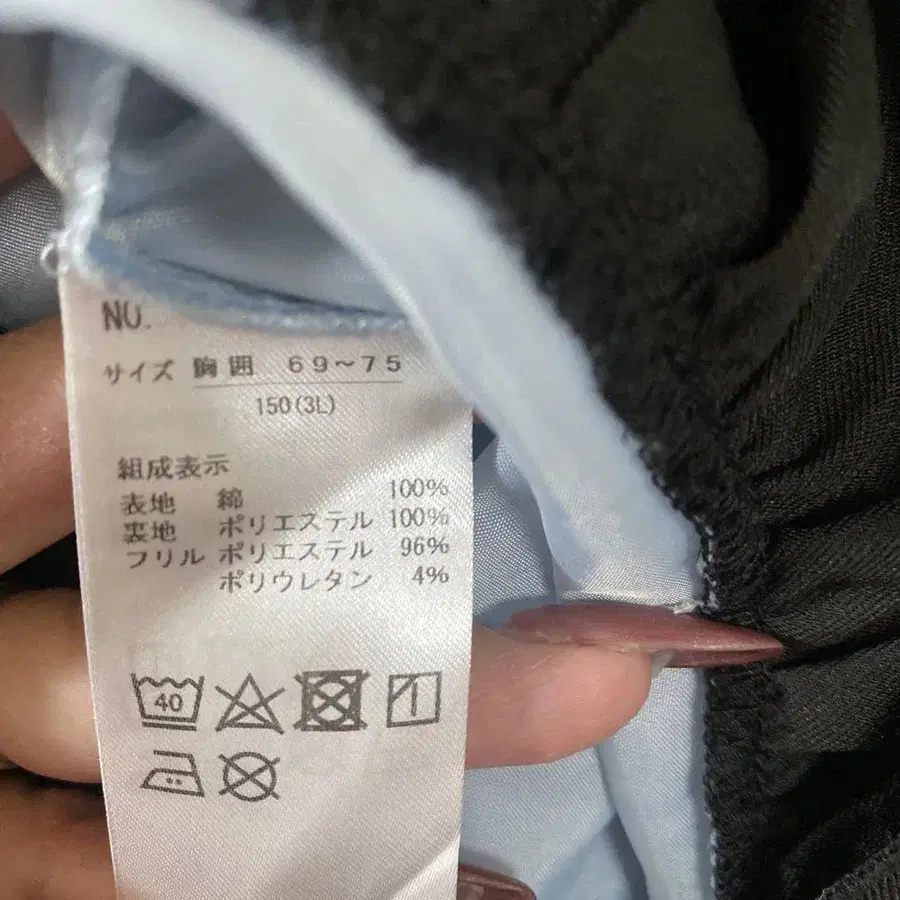 NO.
サイズ 胸囲 69～75
150(3L)
組成表示
表地 綿 100%
裏地 ポリエステル 100%
フリル ポリエステル 96%
ポリウレタン 4%
40